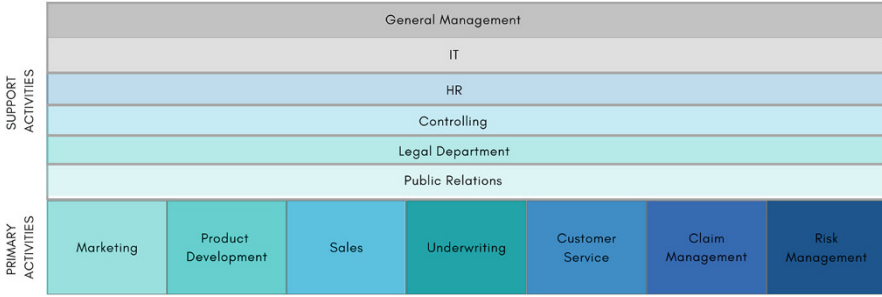 SUPPORT
ACTIVITIES
General Management
IT
HR
Controlling
Legal Department
Public Relations
PRIMARY
ACTIVITIES
Marketing
Product
Development
Sales
Underwriting
Customer
Service
Claim
Management
Risk
Management